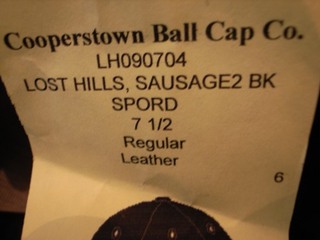 Cooperstown Ball Cap Co.
LH090704
LOST HILLS, SAUSAGE2 BK
SPORD
7 1/2
Regular
Leather
6